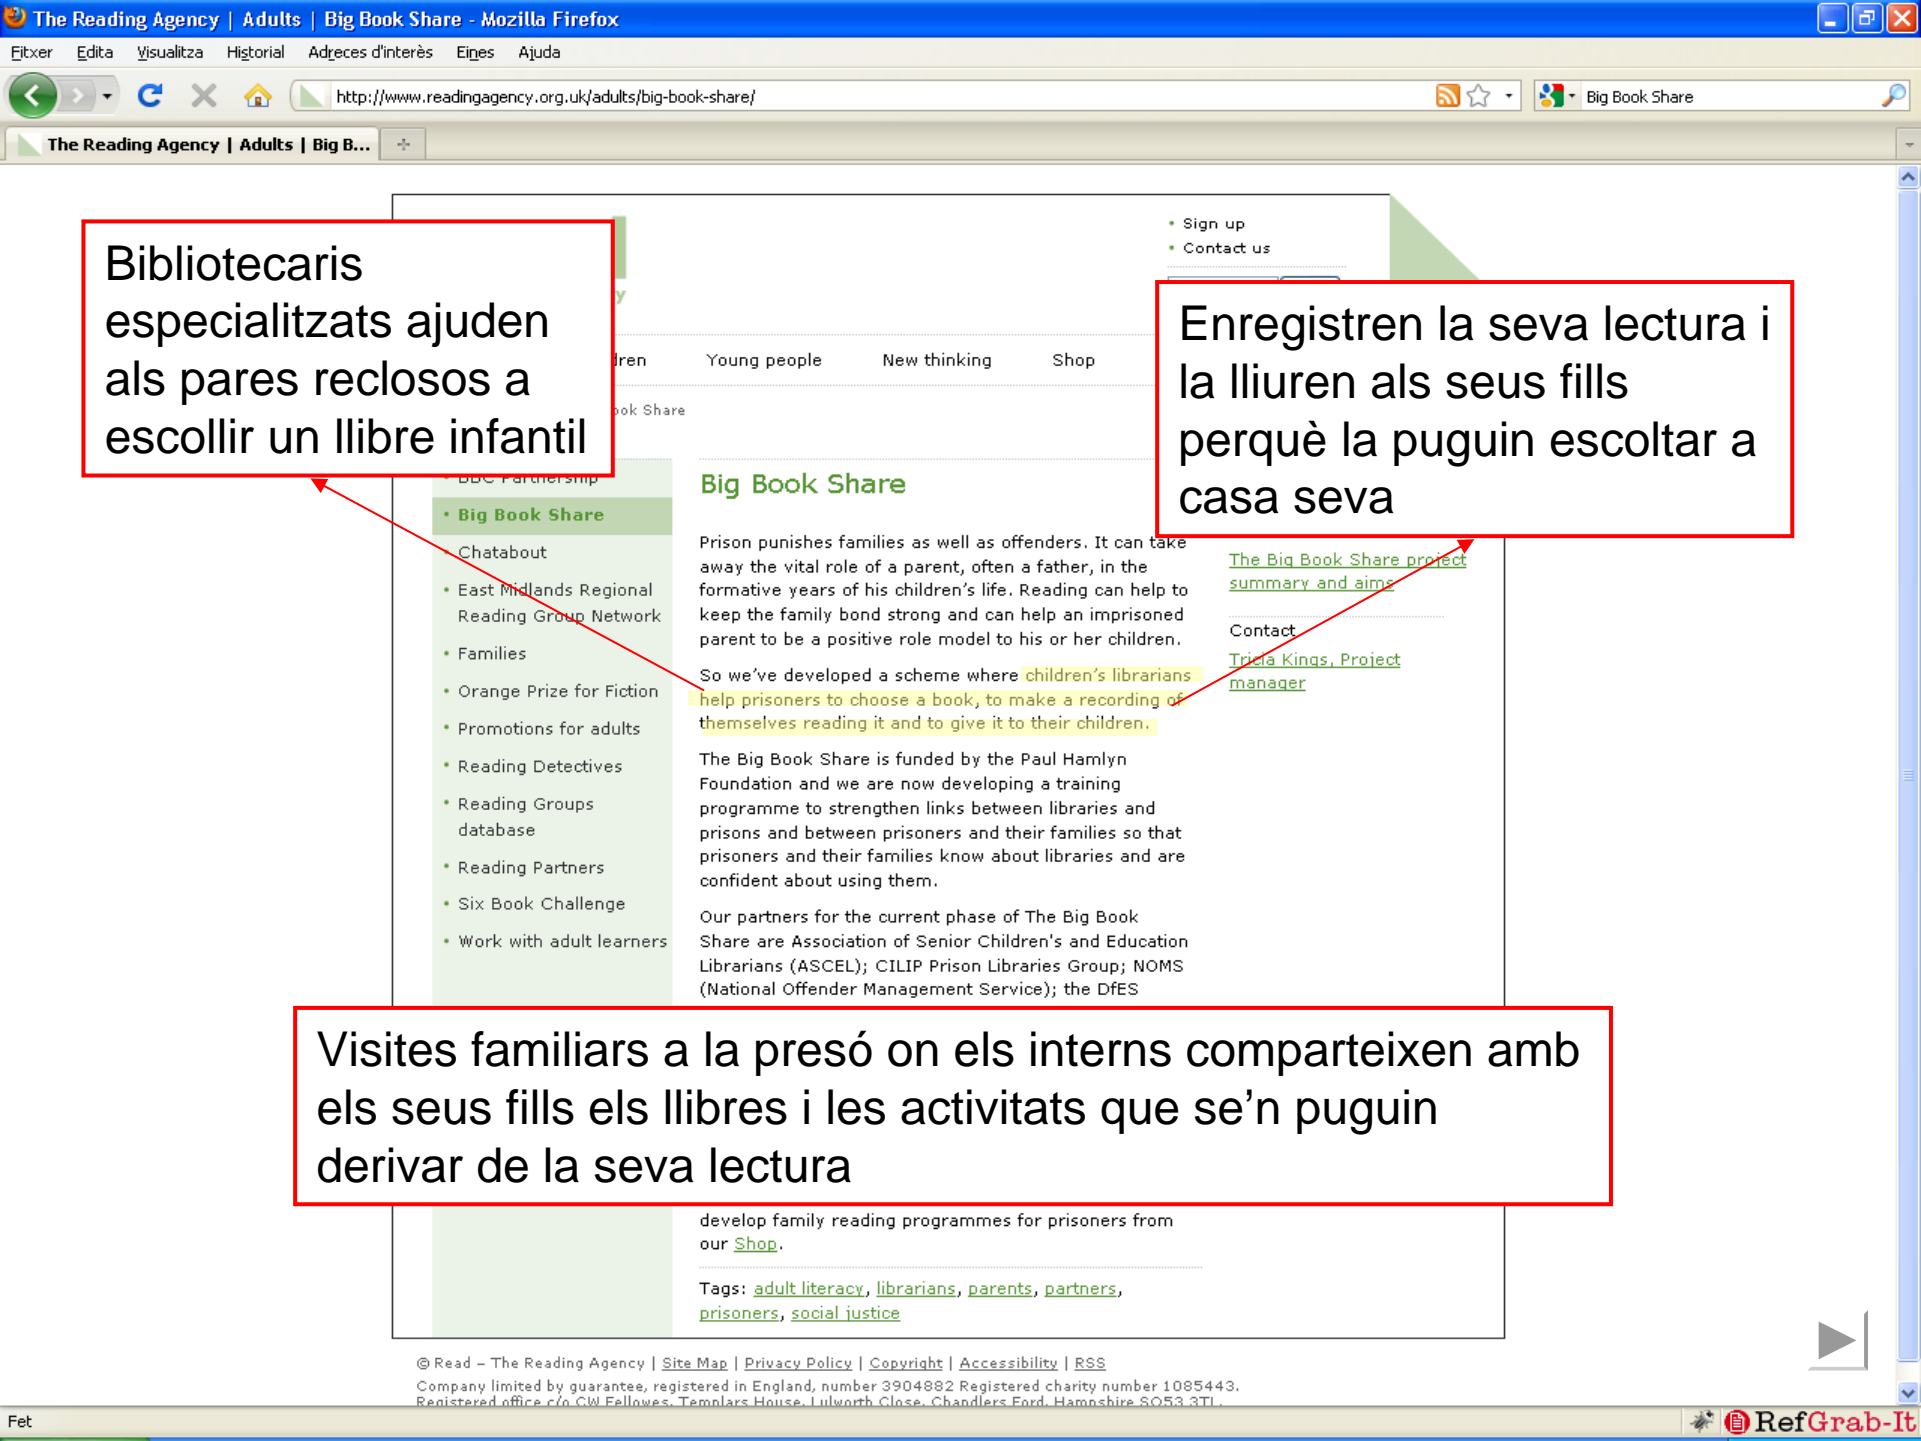 The Reading Agency | Adults | Big Book Share - Mozilla Firefox
Fitxer Edita Visualitza Historial Adreces d'interès Eines Ajuda
http://www.readingagency.org.uk/adults/big-book-share/
Big Book Share
The Reading Agency | Adults | Big B...
• Sign up
• Contact us
Bibliotecaris
especialitzats ajuden
als pares reclosos a
escollir un llibre infantil
Enregistren la seva lectura i
la lliuren als seus fills
perquè la puguin escoltar a
casa seva
Young people New thinking Shop
ook Share
• BBC Partnership
• Big Book Share
• Chatabout
• East Midlands Regional
Reading Group Network
• Families
• Orange Prize for Fiction
• Promotions for adults
• Reading Detectives
• Reading Groups
database
• Reading Partners
• Six Book Challenge
• Work with adult learners
Big Book Share
Prison punishes families as well as offenders. It can take
away the vital role of a parent, often a father, in the
formative years of his children's life. Reading can help to
keep the family bond strong and can help an imprisoned
parent to be a positive role model to his or her children.
So we've developed a scheme where children's librarians
help prisoners to choose a book, to make a recording of
themselves reading it and to give it to their children.
The Big Book Share is funded by the Paul Hamlyn
Foundation and we are now developing a training
programme to strengthen links between libraries and
prisons and between prisoners and their families so that
prisoners and their families know about libraries and are
confident about using them.
Our partners for the current phase of The Big Book
Share are Association of Senior Children's and Education
Librarians (ASCEL); CILIP Prison Libraries Group; NOMS
(National Offender Management Service); the DfES
The Big Book Share project
summary and aims
Contact
Tricia Kings, Project
manager
Visites familiars a la presó on els interns comparteixen amb
els seus fills els llibres i les activitats que se'n puguin
derivar de la seva lectura
develop family reading programmes for prisoners from
our Shop.
Tags: adult literacy, librarians, parents, partners,
prisoners, social justice
© Read – The Reading Agency | Site Map | Privacy Policy | Copyright | Accessibility | RSS
Company limited by guarantee, registered in England, number 3904882 Registered charity number 1085443.
Registered office c/o CW Fellowes, Templars House, Lulworth Close, Chandlers Ford, Hampshire SO53 3TL.
Fet
RefGrab-It